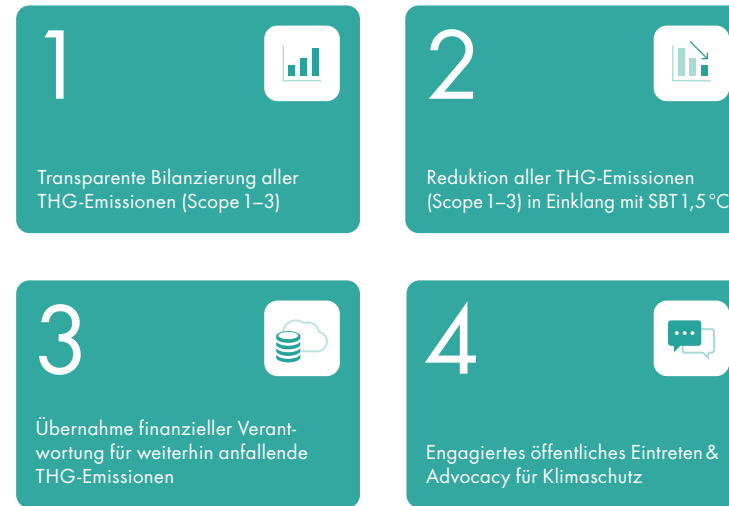 1
Transparente Bilanzierung aller
THG-Emissionen (Scope 1–3)
2
Reduktion aller THG-Emissionen
(Scope 1–3) in Einklang mit SBT 1,5 °C
3
Übernahme finanzieller Verant-
wortung für weiterhin anfallende
THG-Emissionen
4
Engagiertes öffentliches Eintreten &
Advocacy für Klimaschutz